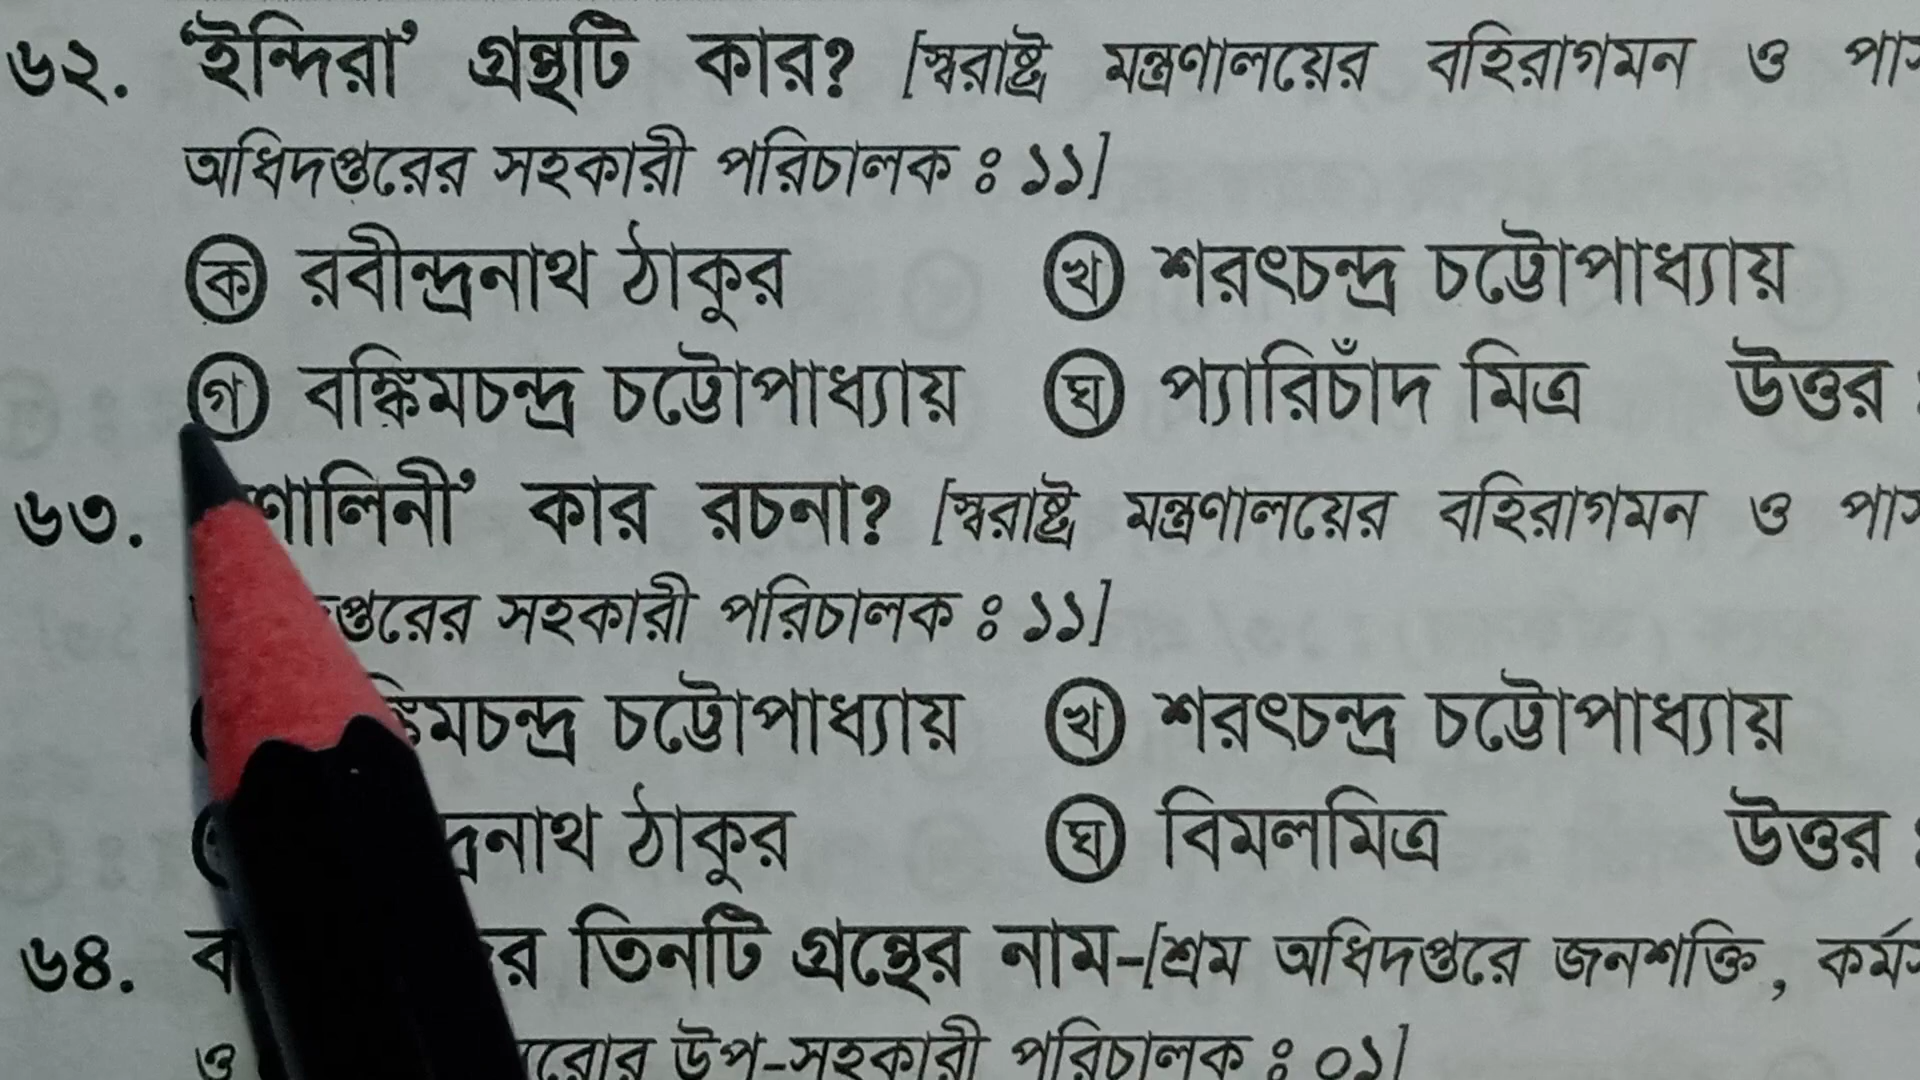 ৬২. ‘ইন্দিরা’ গ্রন্থটি কার? [স্বরাষ্ট্র মন্ত্রণালয়ের বহিরাগমন ও
অধিদপ্তরের সহকারী পরিচালক : ১১]
ক রবীন্দ্রনাথ ঠাকুর খ শরৎচন্দ্র চট্টোপাধ্যায়
গ বঙ্কিমচন্দ্র চট্টোপাধ্যায় ঘ প্যারিচাঁদ মিত্র উত্তর :
৬৩. কার রচনা? [স্বরাষ্ট্র মন্ত্রণালয়ের বহিরাগমন ও
সহকারী পরিচালক : ১১]
চট্টোপাধ্যায় খ শরৎচন্দ্র চট্টোপাধ্যায়
ঠাকুর ঘ বিমলমিত্র উত্তর :
৬৪. তিনটি গ্রন্থের নাম-[শ্রম অধিদপ্তরে জনশক্তি,
ও উপ-সহকারী পরিচালক : ০১]